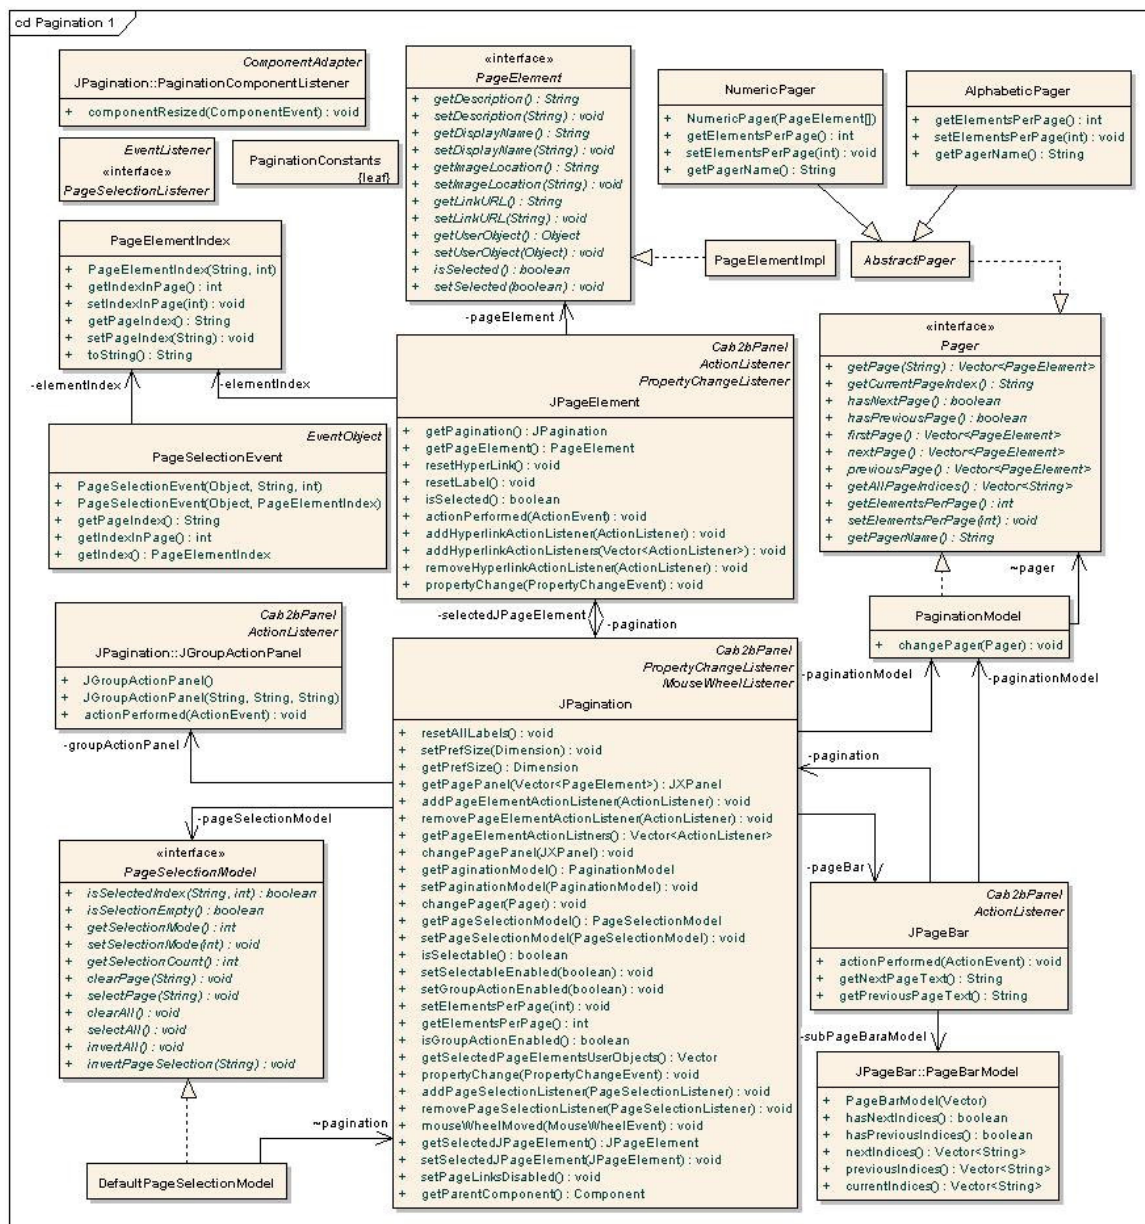 cd Pagination 1
ComponentAdapter
JPagination::PaginationComponentListener
+ componentResized(ComponentEvent) : void
EventListener
«interface»
PageSelectionListener
PaginationConstants
{leaf}
«interface»
PageElement
+ getDescription() : String
+ setDescription(String) : void
+ getDisplayName() : String
+ setDisplayName(String) : void
+ getImageLocation() : String
+ setImageLocation(String) : void
+ getLinkURL() : String
+ setLinkURL(String) : void
+ getUserObject() : Object
+ setUserObject(Object) : void
+ isSelected() : boolean
+ setSelected(boolean) : void
NumericPager
+ NumericPager(PageElement[])
+ getElementsPerPage() : int
+ setElementsPerPage(int) : void
+ getPagerName() : String
AlphabeticPager
+ getElementsPerPage() : int
+ setElementsPerPage(int) : void
+ getPagerName() : String
PageElementImpl
AbstractPager
PageElementIndex
+ PageElementIndex(String, int)
+ getIndexInPage() : int
+ setIndexInPage(int) : void
+ getPageIndex() : String
+ setPageIndex(String) : void
+ toString() : String
-elementIndex
-elementIndex
-pageElement
EventObject
PageSelectionEvent
+ PageSelectionEvent(Object, String, int)
+ PageSelectionEvent(Object, PageElementIndex)
+ getPageIndex() : String
+ getIndexInPage() : int
+ getIndex() : PageElementIndex
Cab2bPanel
ActionListener
PropertyChangeListener
JPageElement
+ getPagination() : JPagination
+ getPageElement() : PageElement
+ resetHyperLink() : void
+ resetLabel() : void
+ isSelected() : boolean
+ actionPerformed(ActionEvent) : void
+ addHyperlinkActionListener(ActionListener) : void
+ addHyperlinkActionListeners(Vector<ActionListener>) : void
+ removeHyperlinkActionListener(ActionListener) : void
+ propertyChange(PropertyChangeEvent) : void
«interface»
Pager
+ getPage(String) : Vector<PageElement>
+ getCurrentPageIndex() : String
+ hasNextPage() : boolean
+ hasPreviousPage() : boolean
+ firstPage() : Vector<PageElement>
+ nextPage() : Vector<PageElement>
+ previousPage() : Vector<PageElement>
+ getAllPageIndices() : Vector<String>
+ getElementsPerPage() : int
+ setElementsPerPage(int) : void
+ getPagerName() : String
~pager
PaginationModel
+ changePager(Pager) : void
-selectedJPageElement
-pagination
-paginationModel
-paginationModel
Cab2bPanel
ActionListener
JPagination::JGroupActionPanel
+ JGroupActionPanel()
+ JGroupActionPanel(String, String, String)
+ actionPerformed(ActionEvent) : void
-groupActionPanel
-pageSelectionModel
Cab2bPanel
PropertyChangeListener
MouseWheelListener
JPagination
+ resetAllLabels() : void
+ setPrefSize(Dimension) : void
+ getPrefSize() : Dimension
+ getPagePanel(Vector<PageElement>) : JXPanel
+ addPageElementActionListener(ActionListener) : void
+ removePageElementActionListener(ActionListener) : void
+ getPageElementActionListners() : Vector<ActionListener>
+ changePagePanel(JXPanel) : void
+ getPaginationModel() : PaginationModel
+ setPaginationModel(PaginationModel) : void
+ changePager(Pager) : void
+ getPageSelectionModel() : PageSelectionModel
+ setPageSelectionModel(PageSelectionModel) : void
+ isSelectable() : boolean
+ setSelectableEnabled(boolean) : void
+ setGroupActionEnabled(boolean) : void
+ setElementsPerPage(int) : void
+ getElementsPerPage() : int
+ isGroupActionEnabled() : boolean
+ getSelectedPageElementsUserObjects() : Vector
+ propertyChange(PropertyChangeEvent) : void
+ addPageSelectionListener(PageSelectionListener) : void
+ removePageSelectionListener(PageSelectionListener) : void
+ mouseWheelMoved(MouseWheelEvent) : void
+ getSelectedJPageElement() : JPageElement
+ setSelectedJPageElement(JPageElement) : void
+ setPageLinksDisabled() : void
+ getParentComponent() : Component
-pagination
-pageBar
«interface»
PageSelectionModel
+ isSelectedIndex(String, int) : boolean
+ isSelectionEmpty() : boolean
+ getSelectionMode() : int
+ setSelectionMode(int) : void
+ getSelectionCount() : int
+ clearPage(String) : void
+ selectPage(String) : void
+ clearAll() : void
+ selectAll() : void
+ invertAll() : void
+ invertPageSelection(String) : void
~pagination
DefaultPageSelectionModel
Cab2bPanel
ActionListener
JPageBar
+ actionPerformed(ActionEvent) : void
+ getNextPageText() : String
+ getPreviousPageText() : String
-subPageBaraModel
JPageBar::PageBarModel
+ PageBarModel(Vector)
+ hasNextIndices() : boolean
+ hasPreviousIndices() : boolean
+ nextIndices() : Vector<String>
+ previousIndices() : Vector<String>
+ currentIndices() : Vector<String>